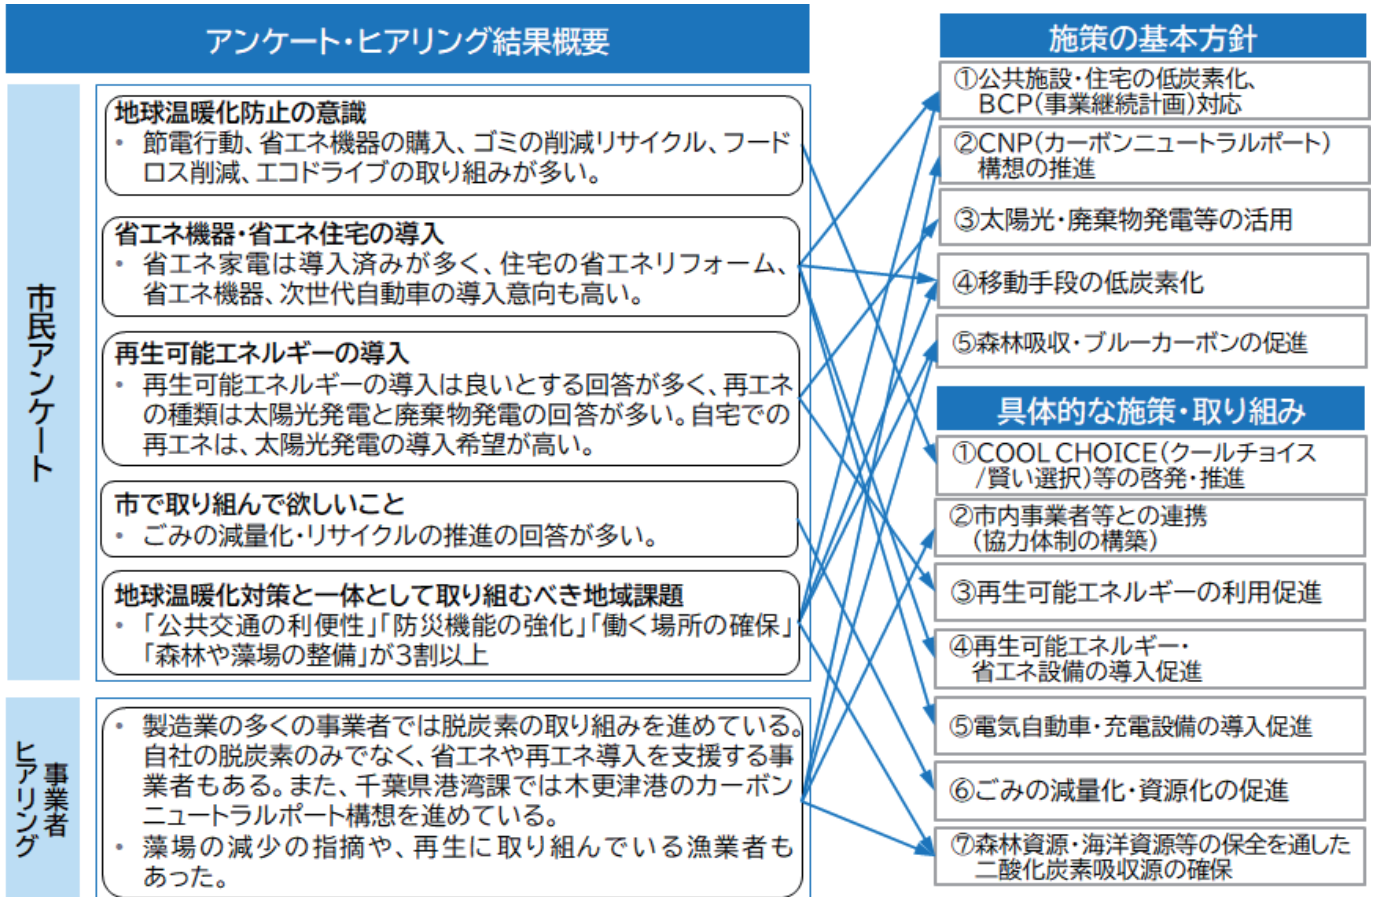 アンケート・ヒアリング結果概要
市民アンケート
地球温暖化防止の意識
• 節電行動、省エネ機器の購入、ゴミの削減リサイクル、フード
ロス削減、エコドライブの取り組みが多い。
省エネ機器・省エネ住宅の導入
• 省エネ家電は導入済みが多く、住宅の省エネリフォーム、
省エネ機器、次世代自動車の導入意向も高い。
再生可能エネルギーの導入
• 再生可能エネルギーの導入は良いとする回答が多く、再エネ
の種類は太陽光発電と廃棄物発電の回答が多い。自宅での
再エネは、太陽光発電の導入希望が高い。
市で取り組んで欲しいこと
• ごみの減量化・リサイクルの推進の回答が多い。
地球温暖化対策と一体として取り組むべき地域課題
• 「公共交通の利便性」「防災機能の強化」「働く場所の確保」
「森林や藻場の整備」が3割以上
事業者
ヒアリング
• 製造業の多くの事業者では脱炭素の取り組みを進めている。
自社の脱炭素のみでなく、省エネや再エネ導入を支援する事
業者もある。また、千葉県港湾課では木更津港のカーボン
ニュートラルポート構想を進めている。
• 藻場の減少の指摘や、再生に取り組んでいる漁業者も
あった。
施策の基本方針
①公共施設・住宅の低炭素化、
BCP(事業継続計画)対応
②CNP(カーボンニュートラルポート)
構想の推進
③太陽光・廃棄物発電等の活用
④移動手段の低炭素化
⑤森林吸収・ブルーカーボンの促進
具体的な施策・取り組み
①COOL CHOICE(クールチョイス
/賢い選択)等の啓発・推進
②市内事業者等との連携
(協力体制の構築)
③再生可能エネルギーの利用促進
④再生可能エネルギー・
省エネ設備の導入促進
⑤電気自動車・充電設備の導入促進
⑥ごみの減量化・資源化の促進
⑦森林資源・海洋資源等の保全を通した
二酸化炭素吸収源の確保